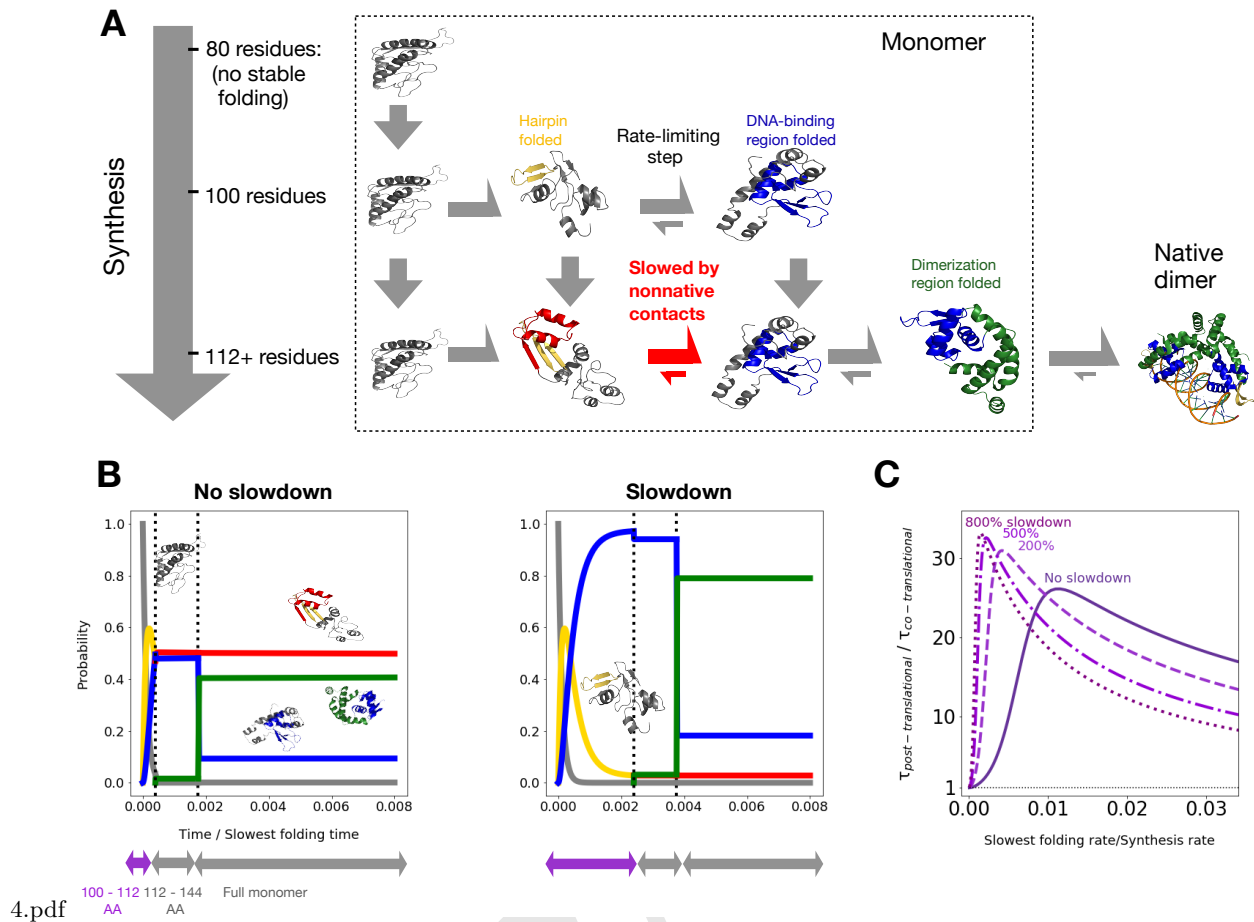 A
80 residues:
(no stable
folding)
Monomer
Synthesis
Hairpin
folded
Rate-limiting
step
DNA-binding
region folded
100 residues
Slowed by
nonnative
contacts
Dimerization
region folded
Native
dimer
112+ residues
B
No slowdown
Probability
1.0
0.8
0.6
0.4
0.2
0.0
0.000
0.002
0.004
0.006
0.008
Time / Slowest folding time
100 - 112
AA
112 - 144
AA
Full monomer
Slowdown
1.0
0.8
0.6
0.4
0.2
0.0
0.000
0.002
0.004
0.006
0.008
C
τpost−translational / τco−translational
800% slowdown
500%
200%
No slowdown
30
20
10
1
0.00
0.01
0.02
0.03
Slowest folding rate/Synthesis rate
4.pdf